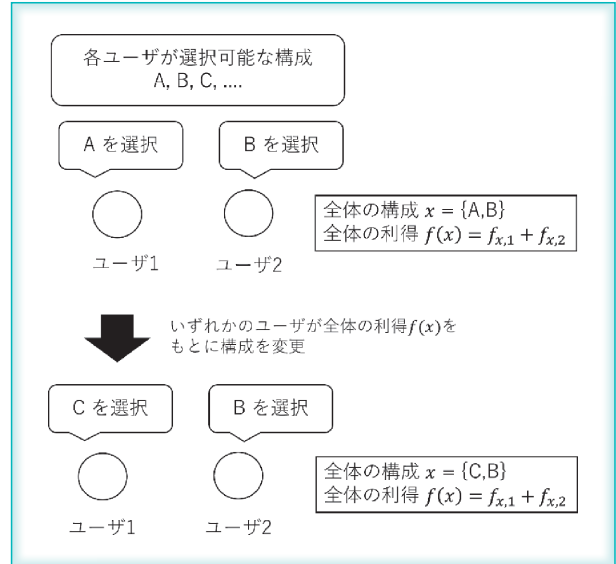 各ユーザが選択可能な構成
A, B, C, ....
A を選択
B を選択
ユーザ1
ユーザ2
全体の構成 𝑥 = {A,B}
全体の利得 𝑓(𝑥) = 𝑓𝑥,1 + 𝑓𝑥,2
いずれかのユーザが全体の利得𝑓(𝑥)を
もとに構成を変更
C を選択
B を選択
ユーザ1
ユーザ2
全体の構成 𝑥 = {C,B}
全体の利得 𝑓(𝑥) = 𝑓𝑥,1 + 𝑓𝑥,2